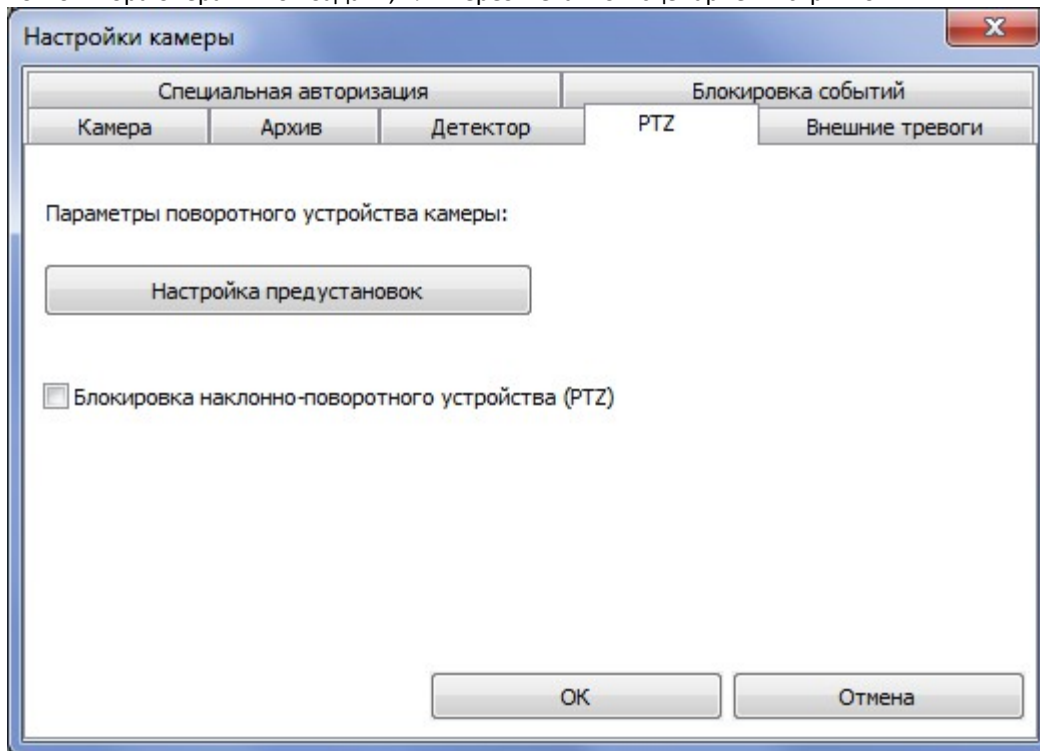 Настройки камеры
Специальная авторизация
Блокировка событий
Камера
Архив
Детектор
PTZ
Внешние тревоги
Параметры поворотного устройства камеры:
Настройка предустановок
Блокировка наклонно-поворотного устройства (PTZ)
OK
Отмена